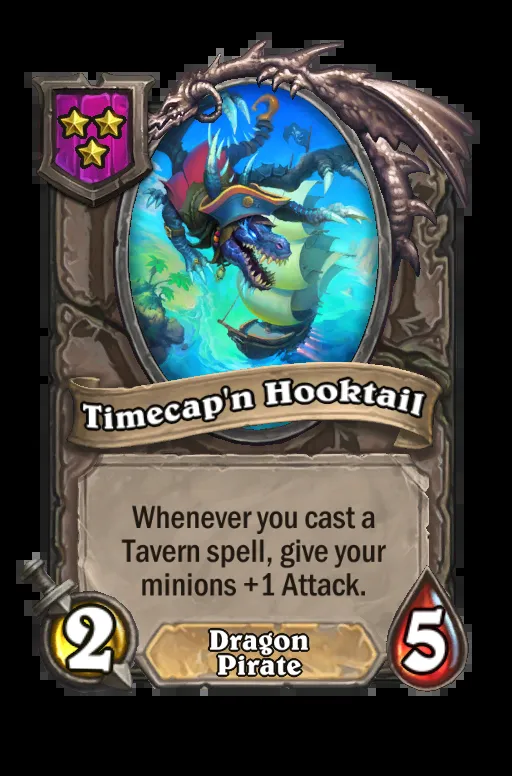 Timecap'n Hooktail
Whenever you cast a
Tavern spell, give your
minions +1 Attack.
2
Dragon
Pirate
5